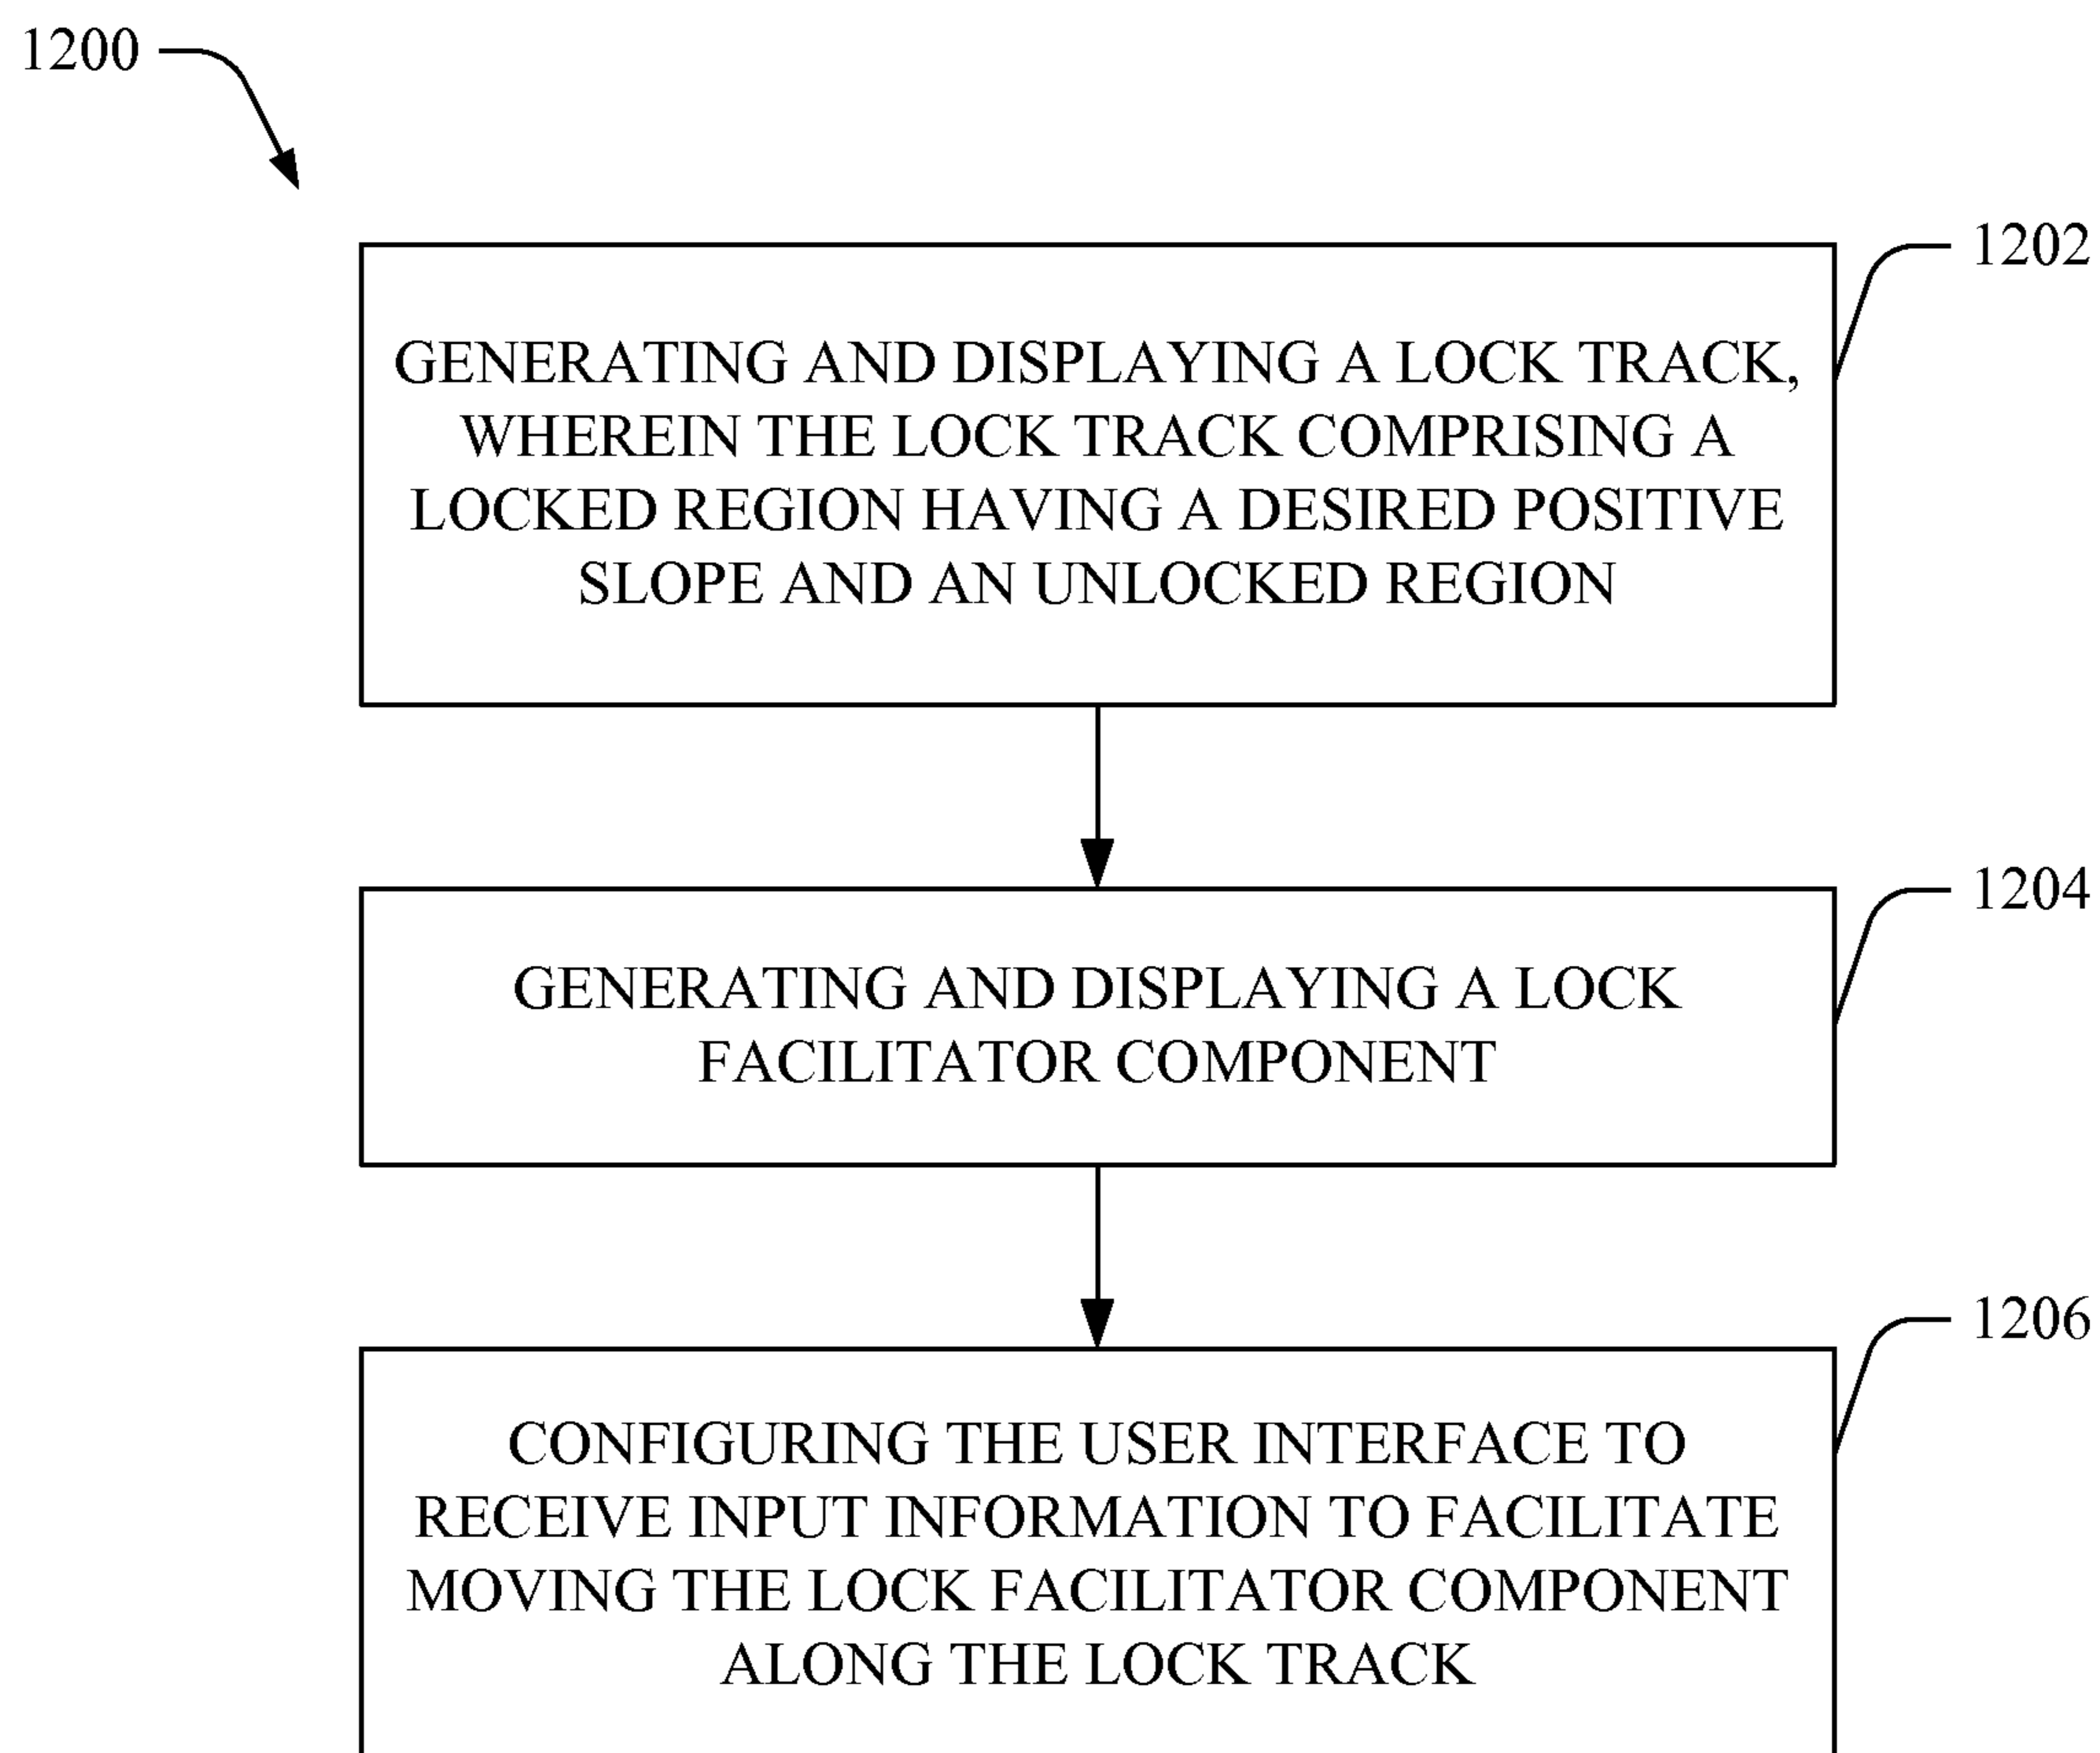 1200
1202
GENERATING AND DISPLAYING A LOCK TRACK,
WHEREIN THE LOCK TRACK COMPRISING A
LOCKED REGION HAVING A DESIRED POSITIVE
SLOPE AND AN UNLOCKED REGION
1204
GENERATING AND DISPLAYING A LOCK
FACILITATOR COMPONENT
1206
CONFIGURING THE USER INTERFACE TO
RECEIVE INPUT INFORMATION TO FACILITATE
MOVING THE LOCK FACILITATOR COMPONENT
ALONG THE LOCK TRACK